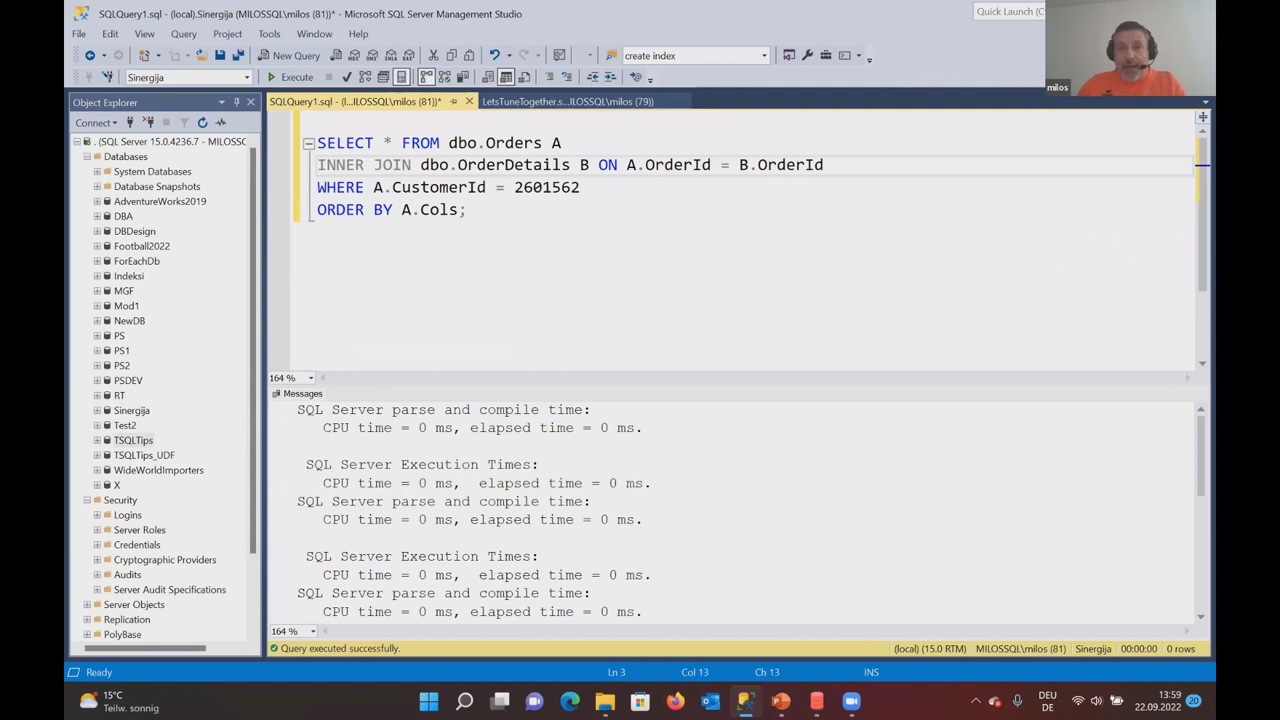 SQLQuery1.sql - (local).Sinergija (MILOSSQL\milos (81))* - Microsoft SQL Server Management Studio
Quick Launch (C
File Edit View Query Project Tools Window Help
New Query
create index
Sinergija
Execute
milos
Object Explorer
SQLQuery1.sql - (l...ILOSSQL\milos (81))*
LetsTuneTogether.s...ILOSSQL\milos (79))
Connect
. (SQL Server 15.0.4236.7 - MILOSSC
Databases
System Databases
Database Snapshots
AdventureWorks2019
DBA
DBDesign
Football2022
ForEachDb
Indeksi
MGF
Mod1
NewDB
PS
PS1
PS2
PSDEV
RT
Sinergija
Test2
TSQLTips
TSQLTips_UDF
WideWorldImporters
X
Security
Logins
Server Roles
Credentials
Cryptographic Providers
Audits
Server Audit Specifications
Server Objects
Replication
PolyBase
SELECT * FROM dbo.Orders A
INNER JOIN dbo.OrderDetails B ON A.OrderId = B.OrderId
WHERE A.CustomerId = 2601562
ORDER BY A.Cols;
164 %
Messages
SQL Server parse and compile time:
CPU time = 0 ms, elapsed time = 0 ms.
SQL Server Execution Times:
CPU time = 0 ms, elapsed time = 0 ms.
SQL Server parse and compile time:
CPU time = 0 ms, elapsed time = 0 ms.
SQL Server Execution Times:
CPU time = 0 ms, elapsed time = 0 ms.
SQL Server parse and compile time:
CPU time = 0 ms, elapsed time = 0 ms.
164 %
Query executed successfully.
(local) (15.0 RTM) MILOSSQL\milos (81) Sinergija 00:00:00 0 rows
Ready
Ln 3
Col 13
Ch 13
INS
15°C
Teilw. sonnig
DEU
DE
13:59
22.09.2022
20